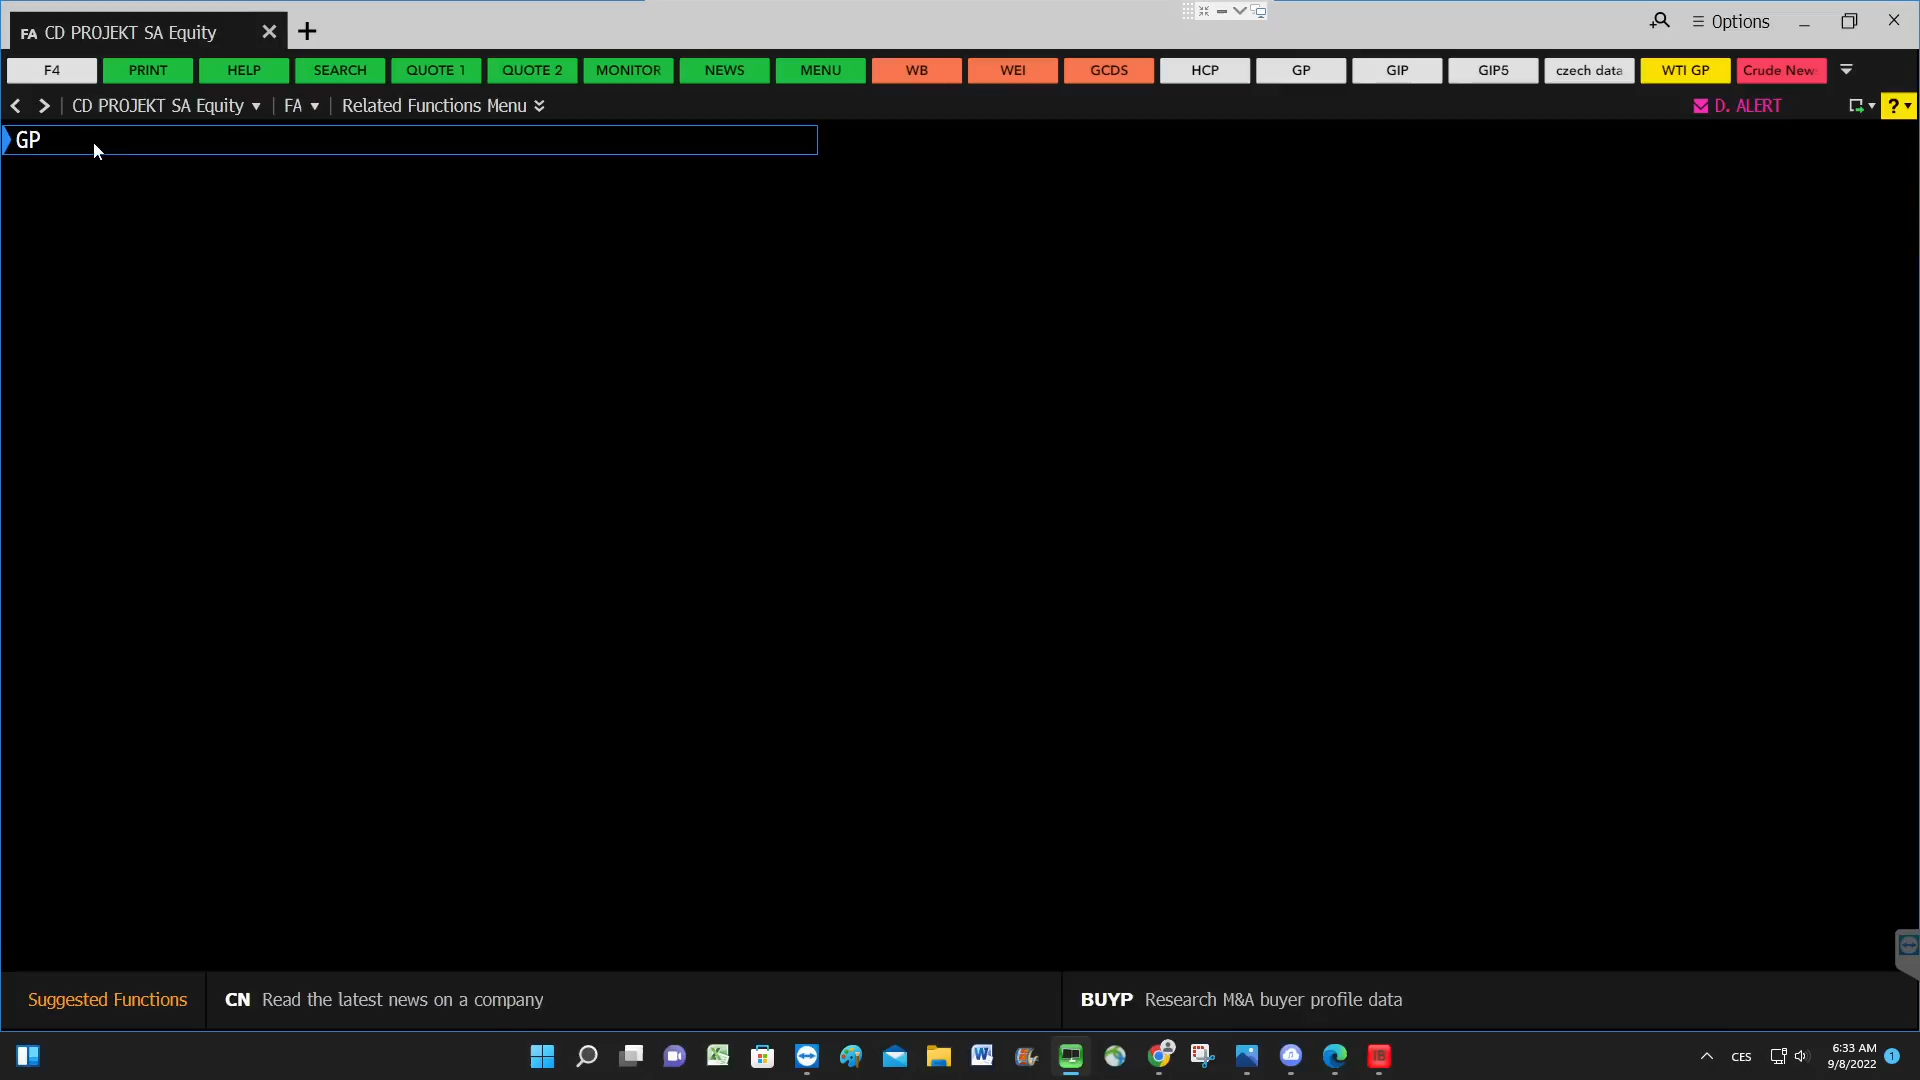 FA CD PROJEKT SA Equity
Options
F4 PRINT HELP SEARCH QUOTE 1 QUOTE 2 MONITOR NEWS MENU WB WEI GCDS HCP GP GIP GIP5 czech data WTI GP Crude New
CD PROJEKT SA Equity FA Related Functions Menu D. ALERT ?
GP
Suggested Functions CN Read the latest news on a company BUYP Research M&A buyer profile data
CES 6:33 AM
9/8/2022 1